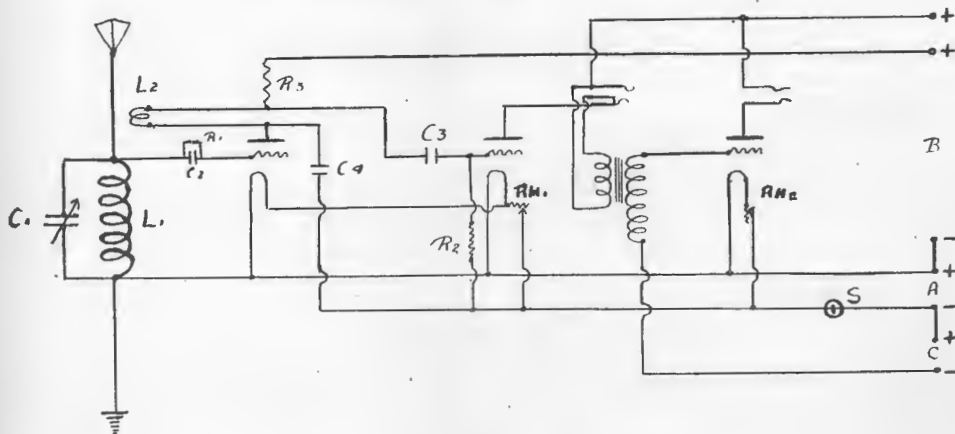 +
+
L2
R3
R1
C2
C3
C4
B
RH1
RH2
C1
L1
R2
-
+
A
S
-
+
C
-